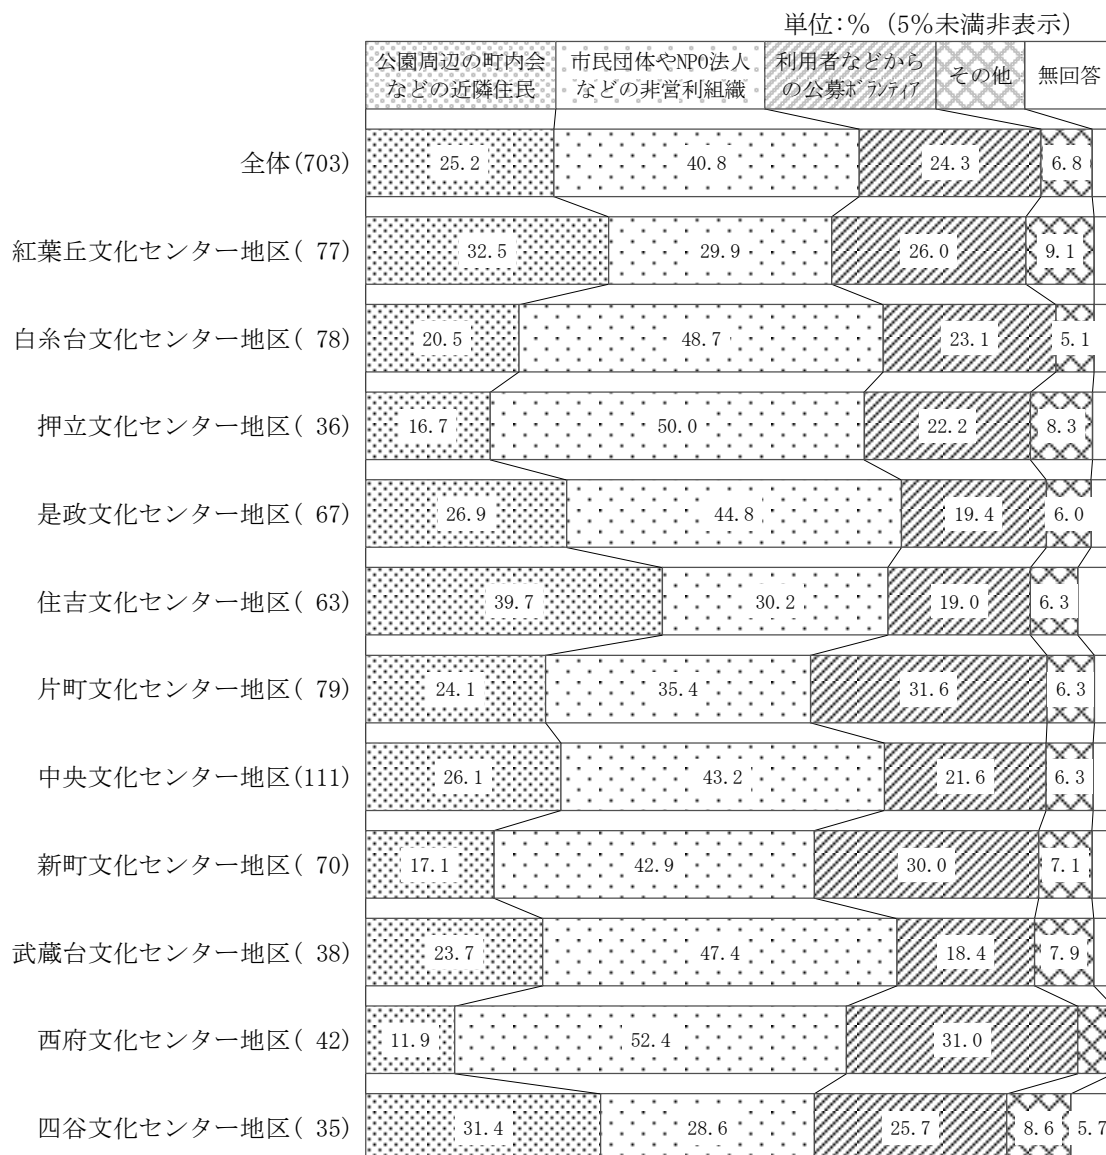 単位：％（5％未満非表示）
公園周辺の町内会
などの近隣住民
市民団体やNPO法人
などの非営利組織
利用者などから
の公募ﾎﾞﾗﾝﾃｨｱ
その他
無回答
全体(703) 25.2 40.8 24.3 6.8
紅葉丘文化センター地区( 77) 32.5 29.9 26.0 9.1
白糸台文化センター地区( 78) 20.5 48.7 23.1 5.1
押立文化センター地区( 36) 16.7 50.0 22.2 8.3
是政文化センター地区( 67) 26.9 44.8 19.4 6.0
住吉文化センター地区( 63) 39.7 30.2 19.0 6.3
片町文化センター地区( 79) 24.1 35.4 31.6 6.3
中央文化センター地区(111) 26.1 43.2 21.6 6.3
新町文化センター地区( 70) 17.1 42.9 30.0 7.1
武蔵台文化センター地区( 38) 23.7 47.4 18.4 7.9
西府文化センター地区( 42) 11.9 52.4 31.0
四谷文化センター地区( 35) 31.4 28.6 25.7 8.6 5.7